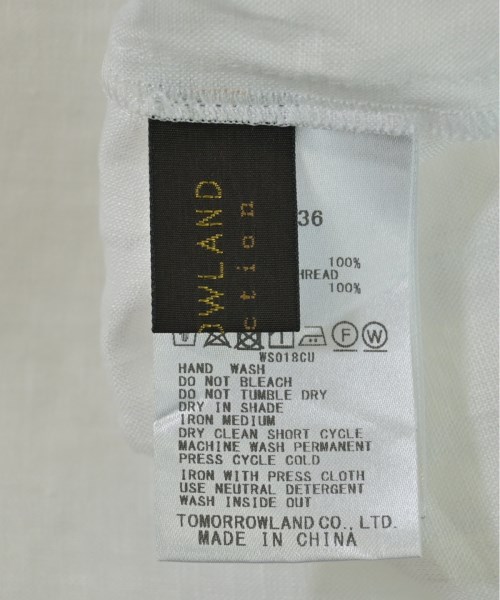 OWLAND
ction
36
100%
HREAD
100%
WS018CU
HAND WASH
DO NOT BLEACH
DO NOT TUMBLE DRY
DRY IN SHADE
IRON MEDIUM
DRY CLEAN SHORT CYCLE
MACHINE WASH PERMANENT
PRESS CYCLE COLD
IRON WITH PRESS CLOTH
USE NEUTRAL DETERGENT
WASH INSIDE OUT
TOMORROWLAND CO., LTD.
MADE IN CHINA